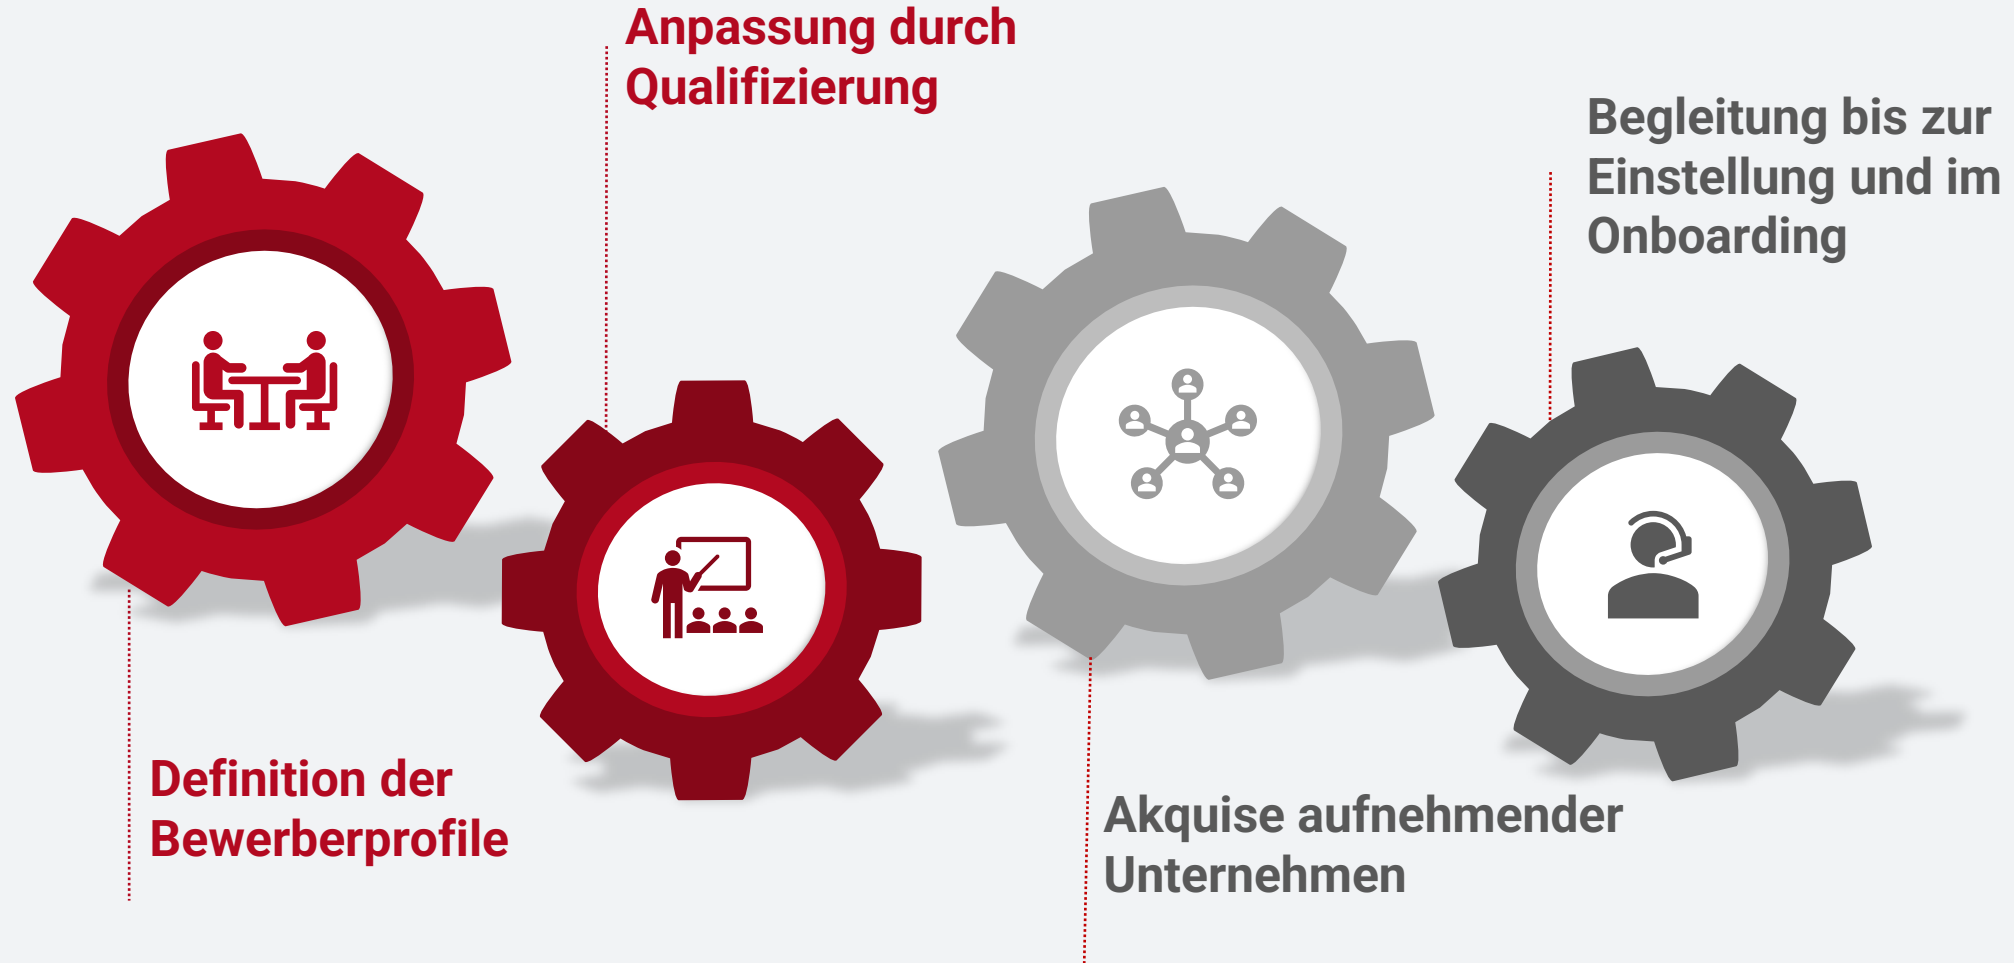 Anpassung durch
Qualifizierung
Begleitung bis zur
Einstellung und im
Onboarding
Definition der
Bewerberprofile
Akquise aufnehmender
Unternehmen